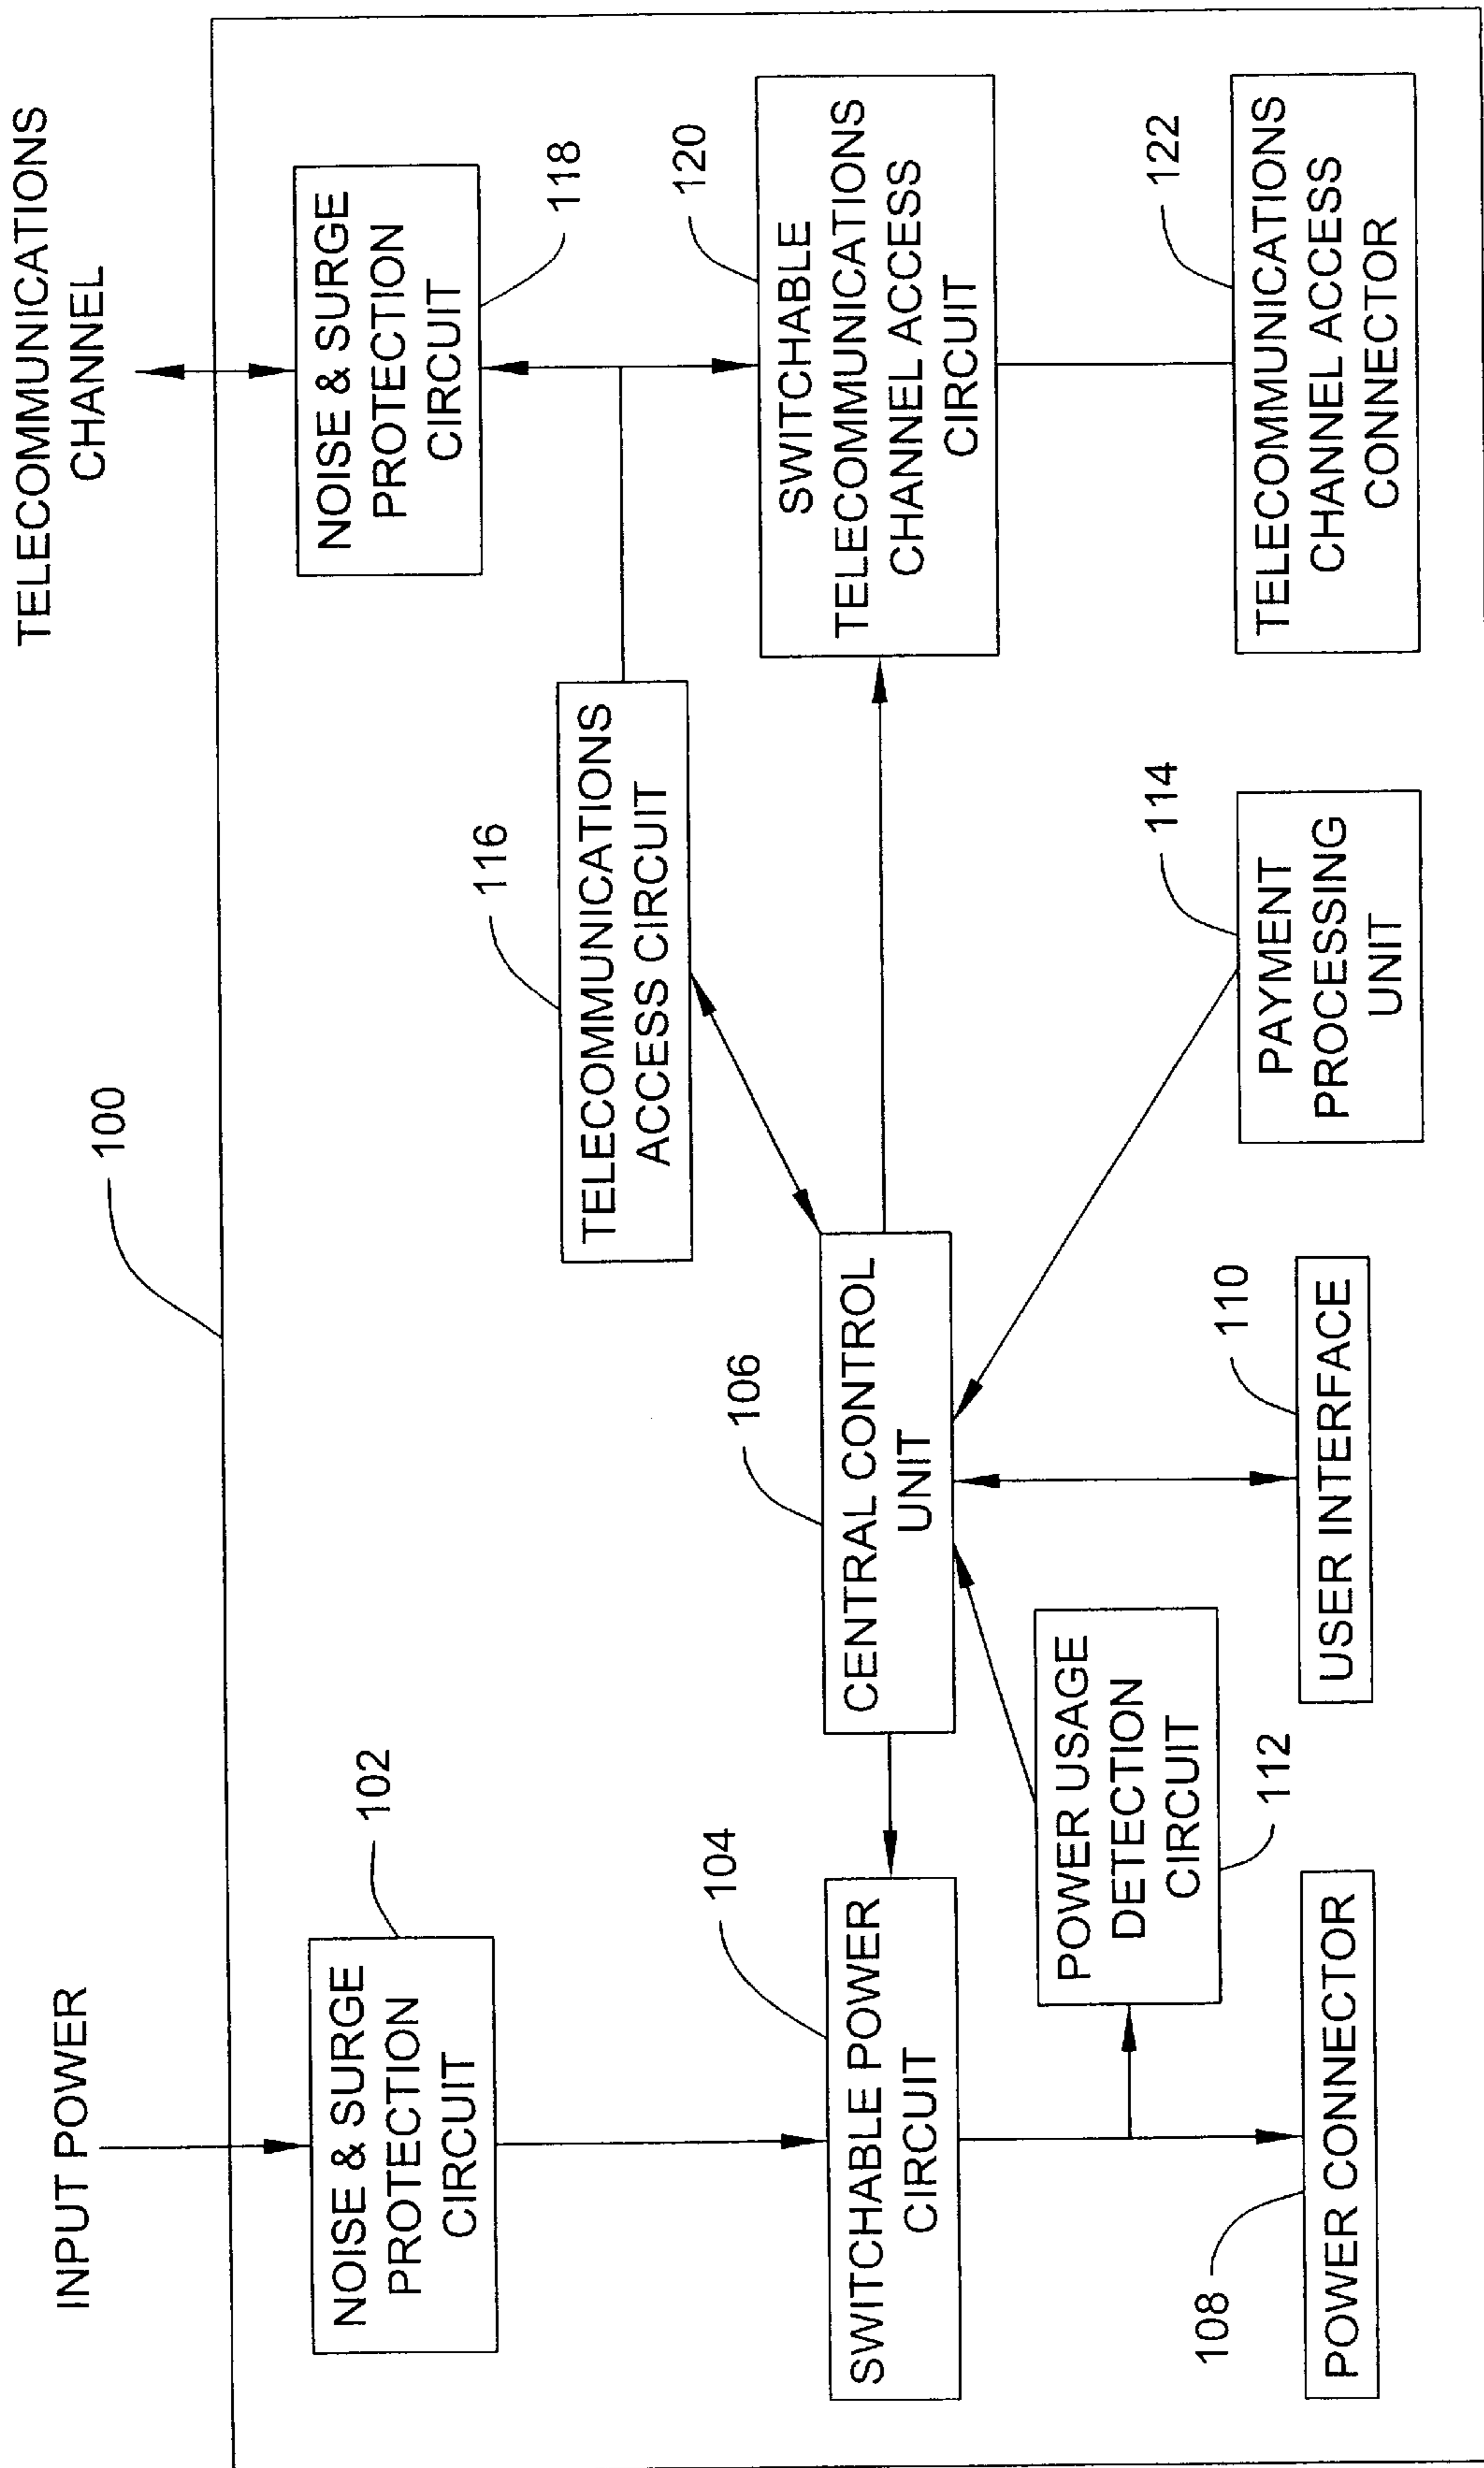 INPUT POWER
TELECOMMUNICATIONS
CHANNEL
100
NOISE & SURGE
PROTECTION
CIRCUIT
102
NOISE & SURGE
PROTECTION
CIRCUIT
118
TELECOMMUNICATIONS
ACCESS CIRCUIT
116
SWITCHABLE POWER
CIRCUIT
104
CENTRAL CONTROL
UNIT
106
SWITCHABLE
TELECOMMUNICATIONS
CHANNEL ACCESS
CIRCUIT
120
POWER USAGE
DETECTION
CIRCUIT
112
POWER CONNECTOR
108
USER INTERFACE
110
PAYMENT
PROCESSING
UNIT
114
TELECOMMUNICATIONS
CHANNEL ACCESS
CONNECTOR
122